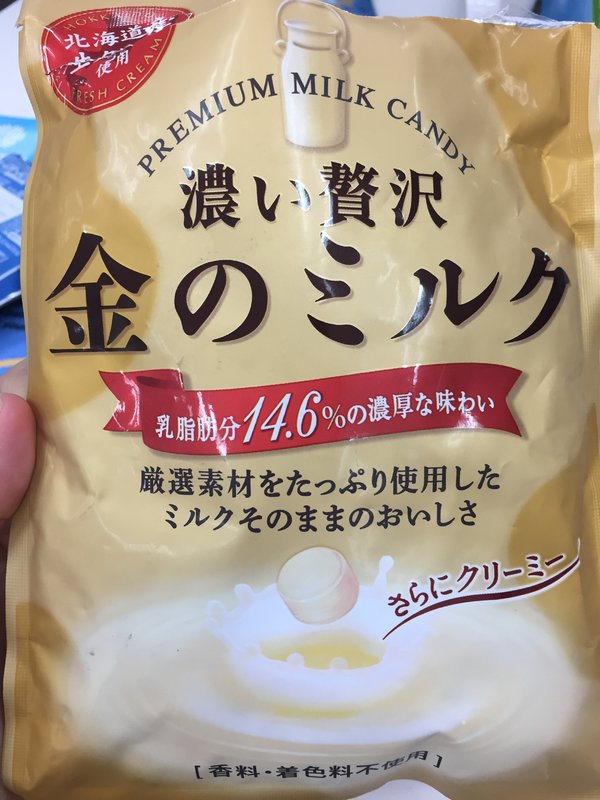 HOKK
北海道産
生
使用
FRESH CREAM
PREMIUM MILK CANDY
濃い贅沢
金のミルク
乳脂肪分14.6%の濃厚な味わい
厳選素材をたっぷり使用した
ミルクそのままのおいしさ
さらにクリーミー
[香料・着色料不使用]